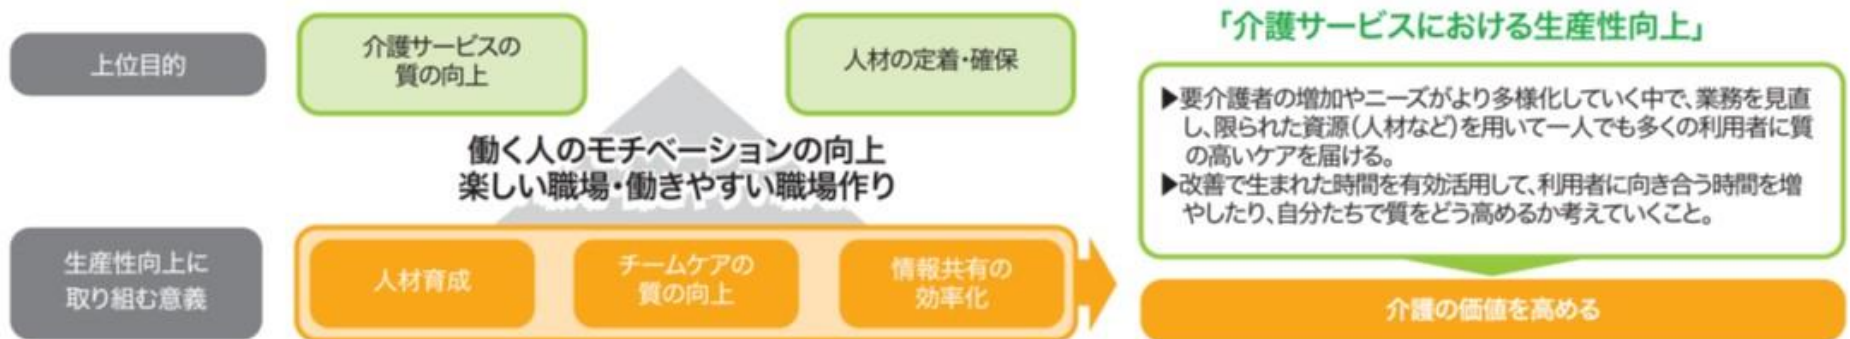 上位目的
介護サービスの
質の向上
人材の定着・確保
働く人のモチベーションの向上
楽しい職場・働きやすい職場作り
生産性向上に
取り組む意義
人材育成
チームケアの
質の向上
情報共有の
効率化
「介護サービスにおける生産性向上」
▶要介護者の増加やニーズがより多様化していく中で、業務を見直
し、限られた資源(人材など)を用いて一人でも多くの利用者に質
の高いケアを届ける。
▶改善で生まれた時間を有効活用して、利用者に向き合う時間を増
やしたり、自分たちで質をどう高めるか考えていくこと。
介護の価値を高める